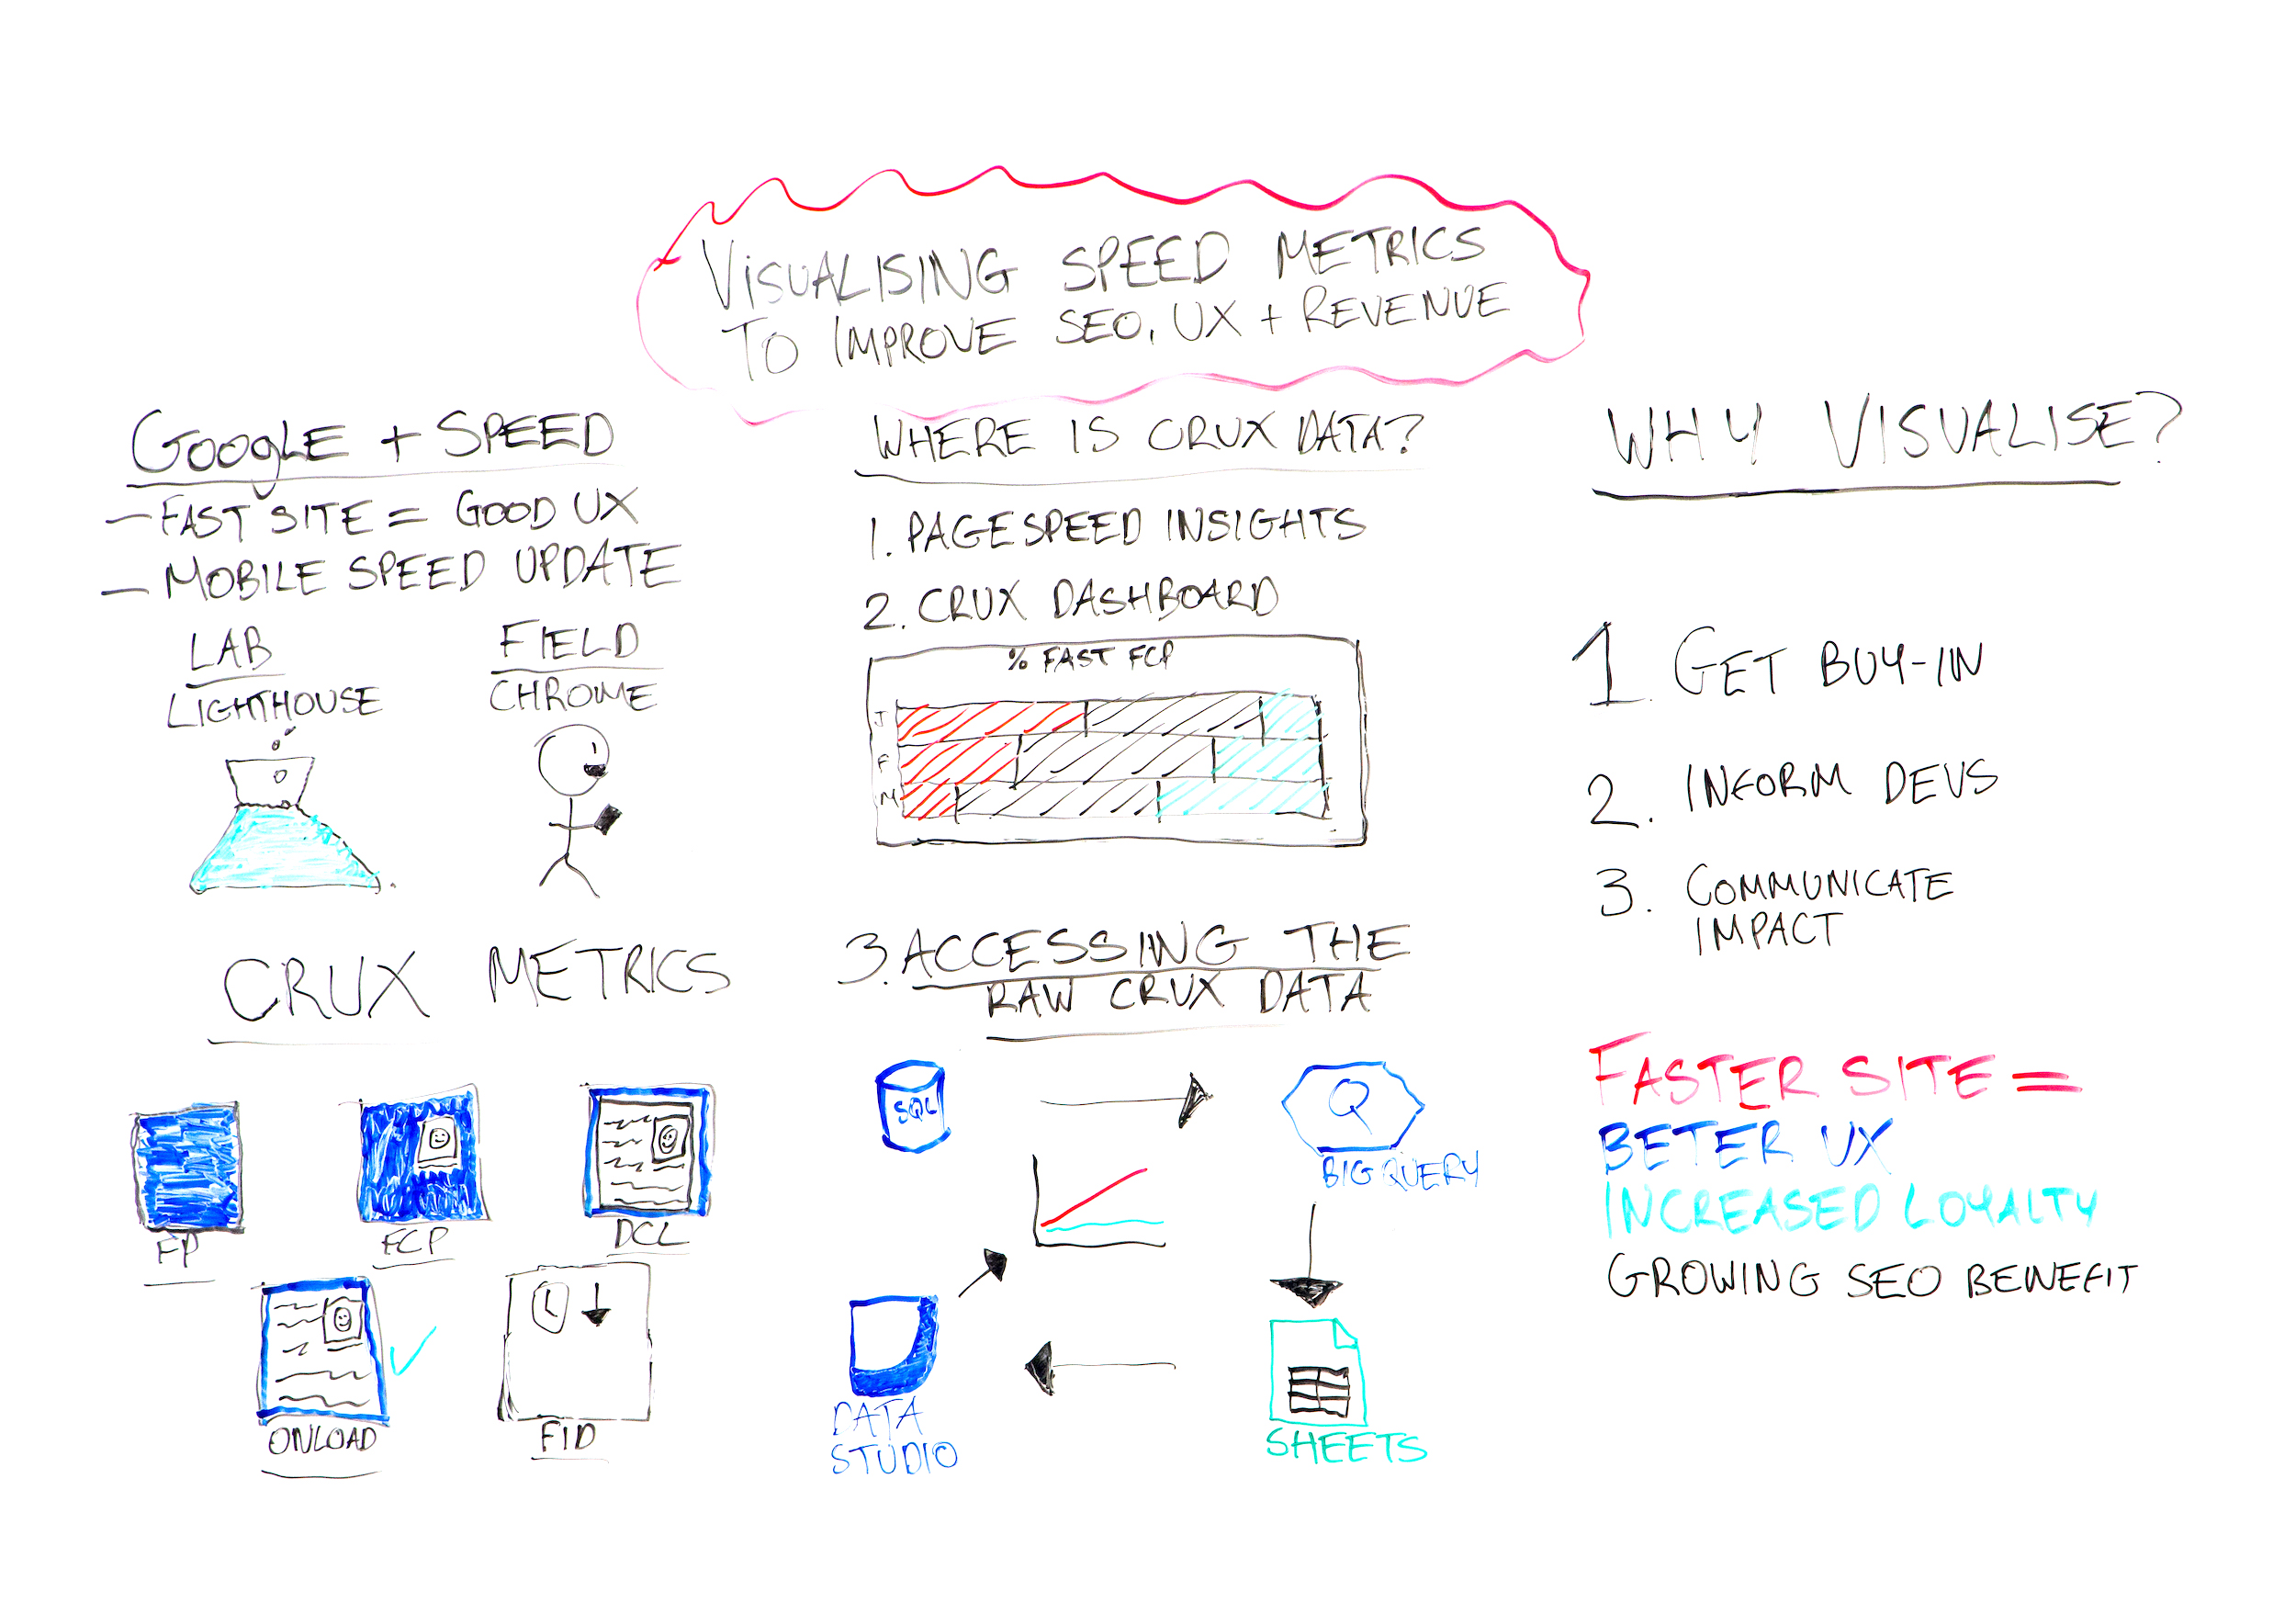 VISUALISING SPEED METRICS
TO IMPROVE SEO, UX + REVENUE
GOOGLE + SPEED
- FAST SITE = GOOD UX
- MOBILE SPEED UPDATE
LAB
LIGHTHOUSE
FIELD
CHROME
CRUX METRICS
FP
FCP
DCL
ONLOAD
FID
WHERE IS CRUX DATA?
1. PAGESPEED INSIGHTS
2. CRUX DASHBOARD
% FAST FCP
J
F
M
3. ACCESSING THE
RAW CRUX DATA
SQL
Q
BIG QUERY
SHEETS
DATA
STUDIO
WHY VISUALISE?
1. GET BUY-IN
2. INFORM DEVS
3. COMMUNICATE
IMPACT
FASTER SITE =
BETER UX
INCREASED LOYALTY
GROWING SEO BENEFIT